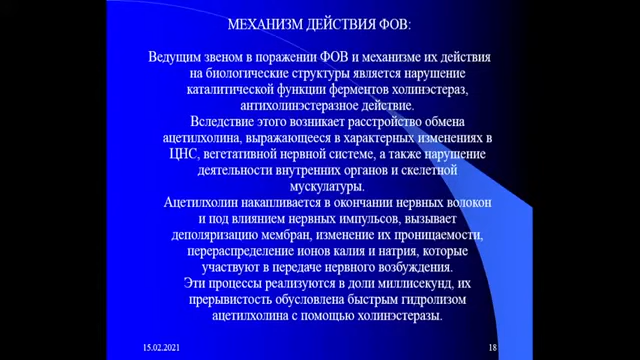 МЕХАНИЗМ ДЕЙСТВИЯ ФОВ:
Ведущим звеном в поражении ФОВ и механизме их действия
на биологические структуры является нарушение
каталитической функции ферментов холинэстераз,
антихолинэстеразное действие.
Вследствие этого возникает расстройство обмена
ацетилхолина, выражающееся в характерных изменениях в
ЦНС, вегетативной нервной системе, а также нарушение
деятельности внутренних органов и скелетной
мускулатуры.
Ацетилхолин накапливается в окончании нервных волокон
и под влиянием нервных импульсов, вызывает
деполяризацию мембран, изменение их проницаемости,
перераспределение ионов калия и натрия, которые
участвуют в передаче нервного возбуждения.
Эти процессы реализуются в доли миллисекунд, их
прерывистость обусловлена быстрым гидролизом
ацетилхолина с помощью холинэстеразы.
15.02.2021
18